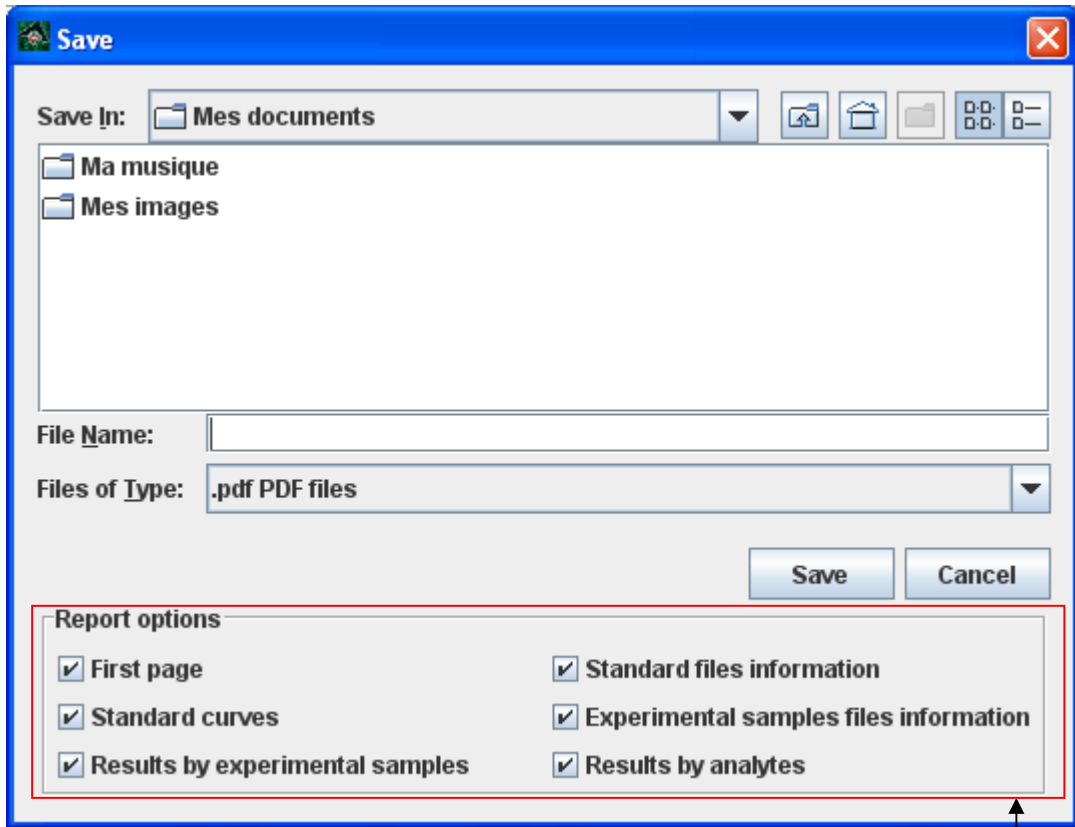 Save
Save In: Mes documents
Ma musique
Mes images
File Name:
Files of Type: .pdf PDF files
Save Cancel
Report options
First page Standard files information
Standard curves Experimental samples files information
Results by experimental samples Results by analytes